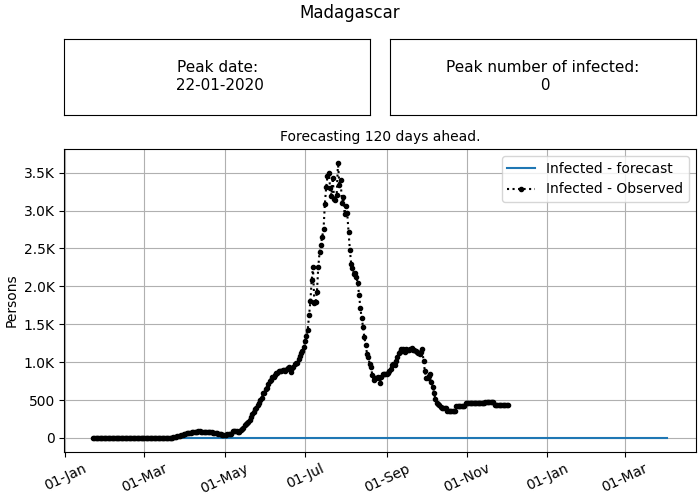 Madagascar
Peak date:
22-01-2020
Peak number of infected:
0
Forecasting 120 days ahead.
Infected - forecast
Infected - Observed
3.5K
3.0K
2.5K
2.0K
1.5K
1.0K
500
0
Persons
01-Jan
01-Mar
01-May
01-Jul
01-Sep
01-Nov
01-Jan
01-Mar